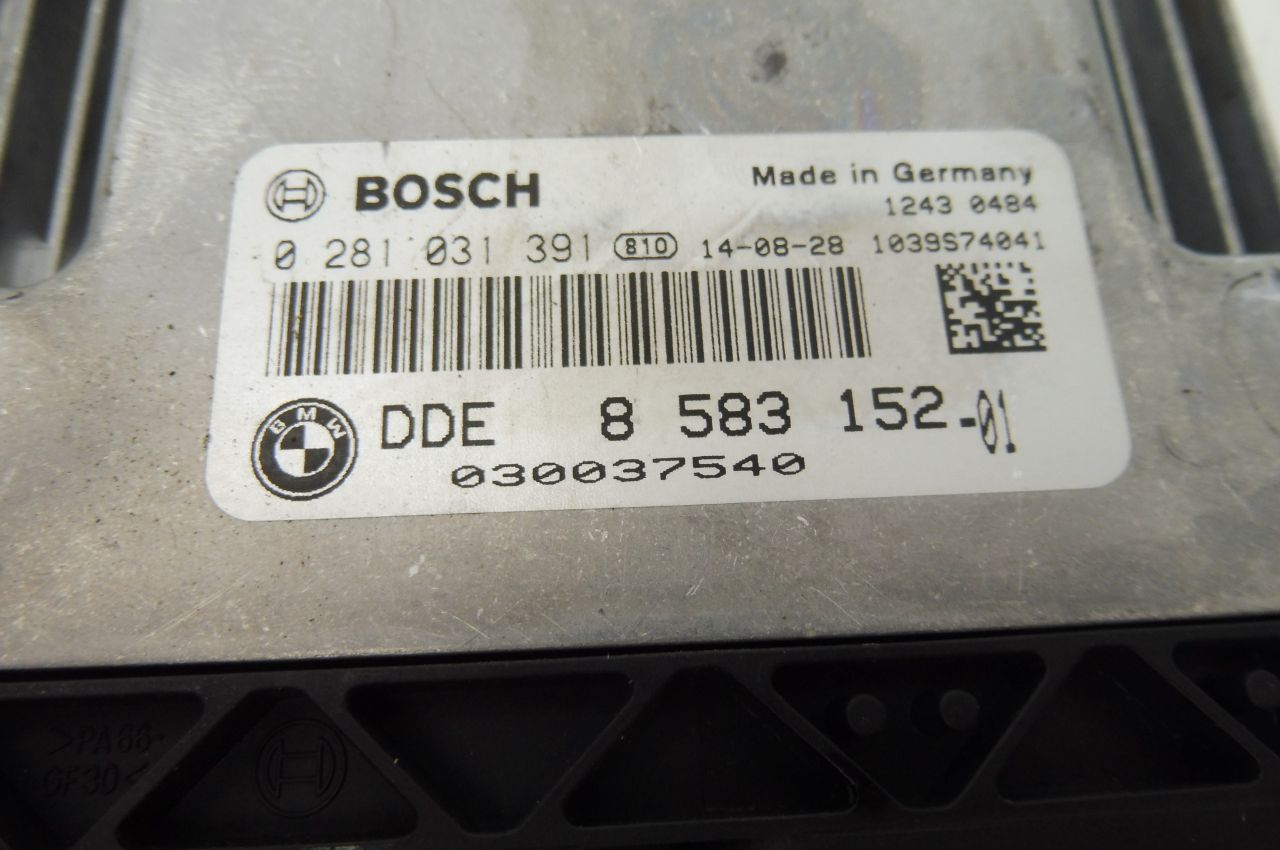 BOSCH
Made in Germany
1243 0484
0 281 031 391 810 14-08-28 1039S74041
BMW
DDE 8 583 152-01
030037540
>PA66-
GF30<